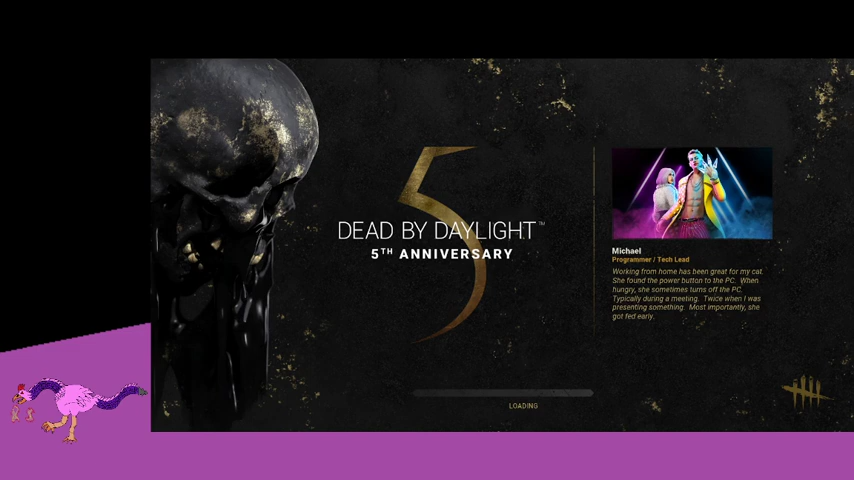 5
DEAD BY DAYLIGHT™
5TH ANNIVERSARY
Michael
Programmer / Tech Lead
Working from home has been great for my cat.
She found the power button to the PC. When
hungry, she sometimes turns off the PC.
Typically during a meeting. Twice when I was
presenting something. Most importantly, she
got fed early.
LOADING